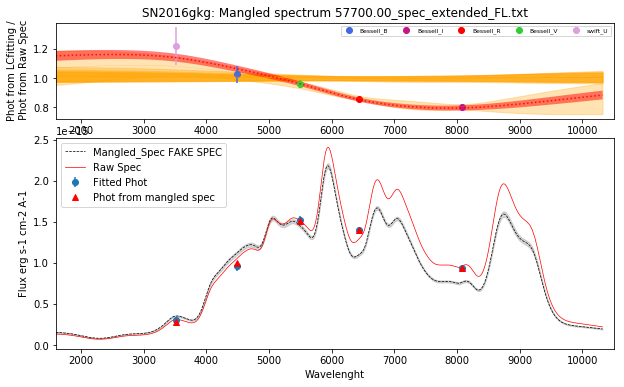 SN2016gkg: Mangled spectrum 57700.00_spec_extended_FL.txt
Phot from LCfitting /
Phot from Raw Spec
1.2
1.0
0.8
Bessell_B
Bessell_I
Bessell_R
Bessell_V
swift_U
2000 3000 4000 5000 6000 7000 8000 9000 10000
Flux erg s-1 cm-2 A-1
2.5
2.0
1.5
1.0
0.5
0.0
Mangled_Spec FAKE SPEC
Raw Spec
Fitted Phot
Phot from mangled spec
2000 3000 4000 5000 6000 7000 8000 9000 10000
Wavelenght